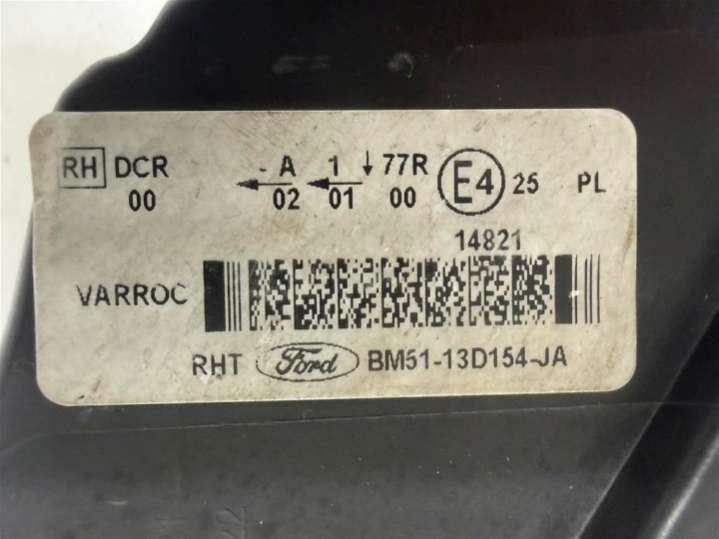 RH DCR - A 1 ↓ 77R E4 25 PL
00 ← 02 ← 01 00
14821
VARROC
RHT Ford BM51-13D154-JA